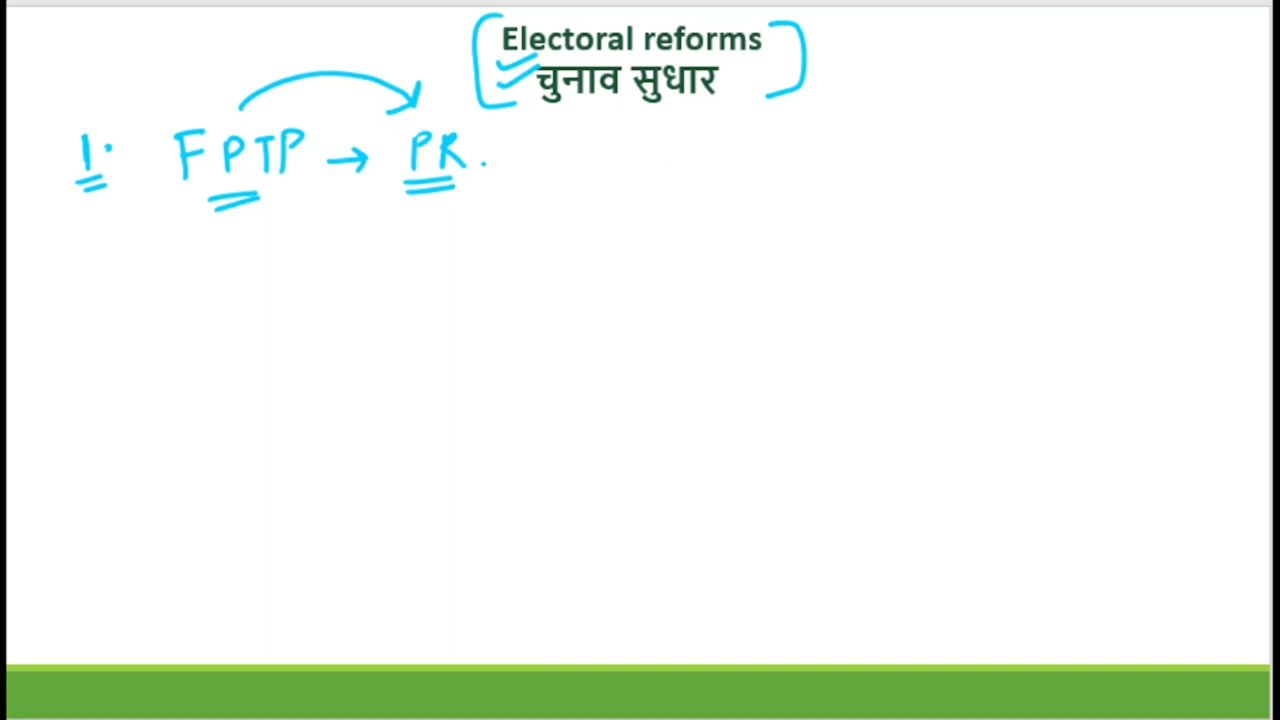 Electoral reforms
चुनाव सुधार
1. FPTP → PR.